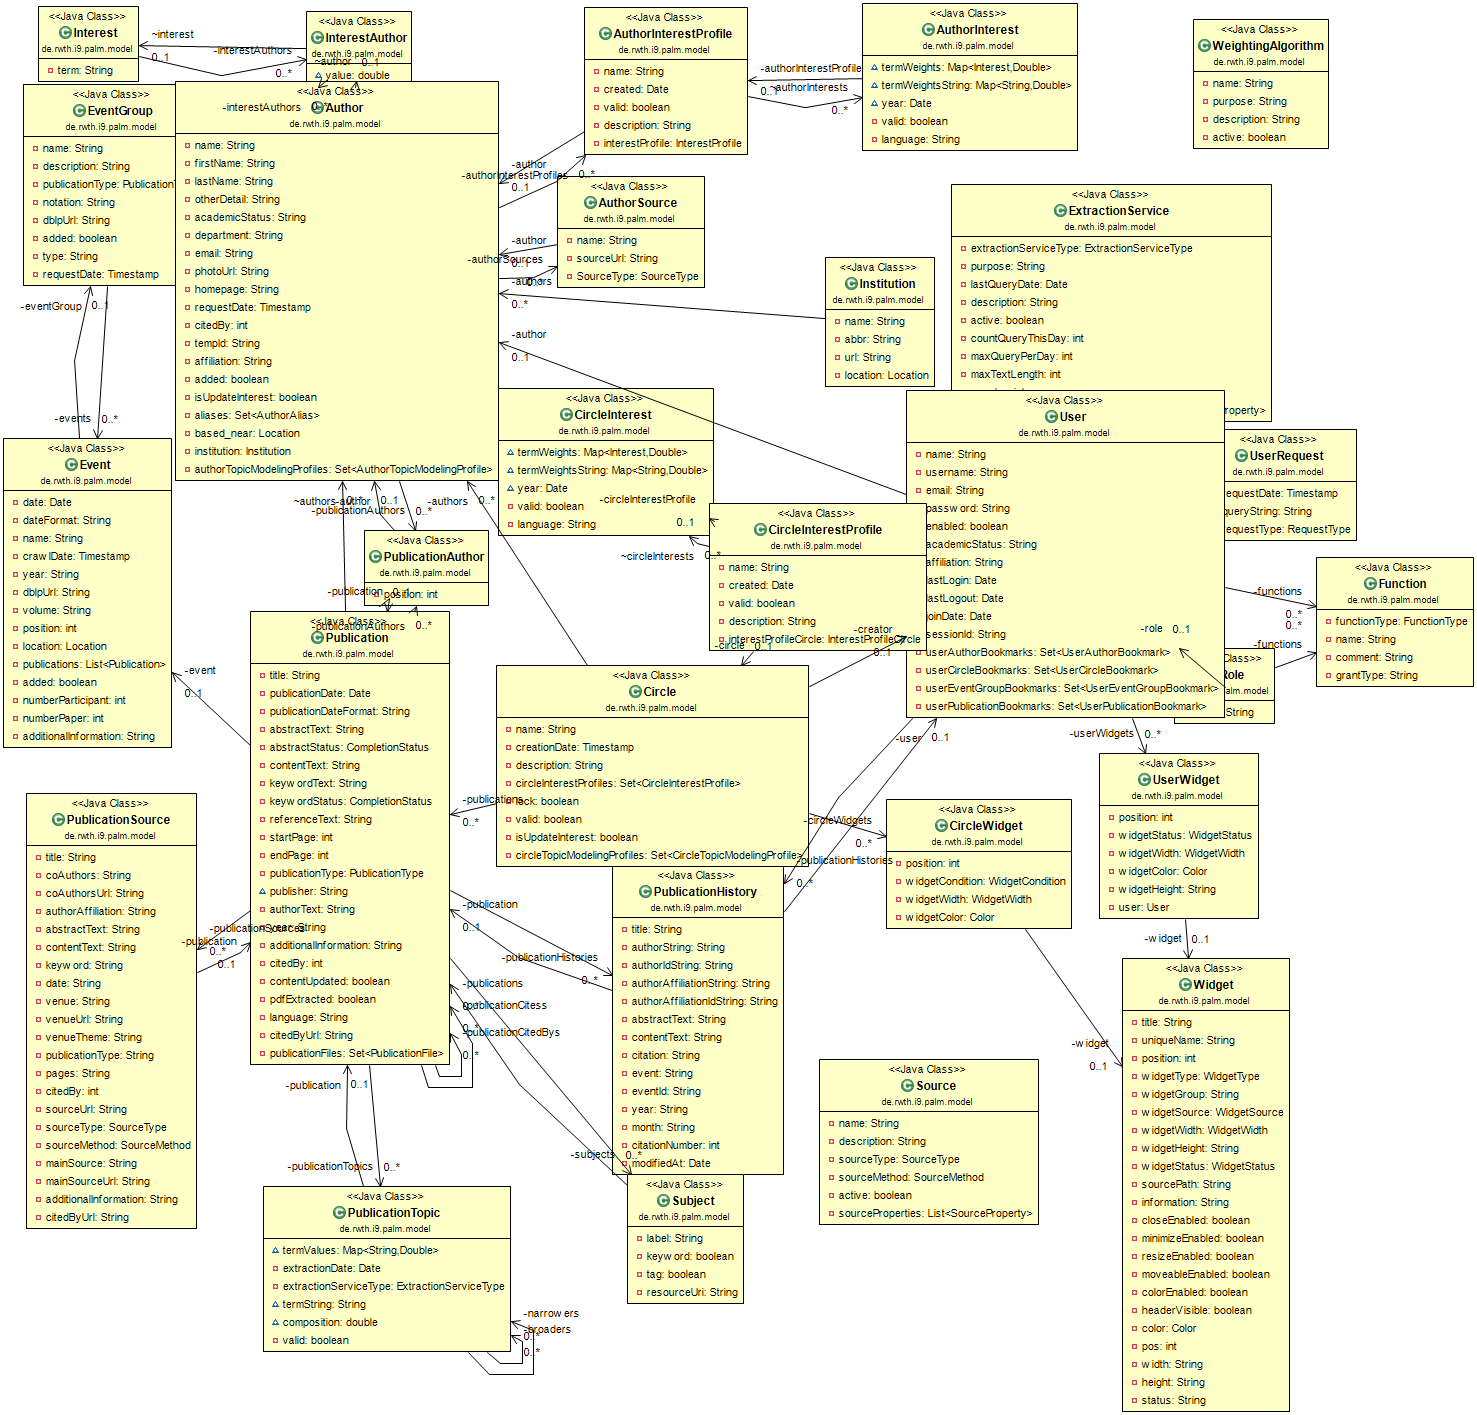 <<Java Class>>
Interest
de.rwth.i9.palm.model
term: String
<<Java Class>>
InterestAuthor
de.rwth.i9.palm.model
value: double
~interest
0..1
-interestAuthors
0..*
~author
0..1
<<Java Class>>
AuthorInterestProfile
de.rwth.i9.palm.model
name: String
created: Date
valid: boolean
description: String
interestProfile: InterestProfile
<<Java Class>>
AuthorInterest
de.rwth.i9.palm.model
termWeights: Map<Interest,Double>
termWeightsString: Map<String,Double>
year: Date
valid: boolean
language: String
-authorInterestProfile
0..1
~authorInterests
0..*
<<Java Class>>
WeightingAlgorithm
de.rwth.i9.palm.model
name: String
purpose: String
description: String
active: boolean
<<Java Class>>
EventGroup
de.rwth.i9.palm.model
name: String
description: String
publicationType: PublicationT
notation: String
dblpUrl: String
added: boolean
type: String
requestDate: Timestamp
<<Java Class>>
-interestAuthors
0..*
Author
de.rwth.i9.palm.model
name: String
firstName: String
lastName: String
otherDetail: String
academicStatus: String
department: String
email: String
photoUrl: String
homepage: String
requestDate: Timestamp
citedBy: int
tempId: String
affiliation: String
added: boolean
isUpdateInterest: boolean
aliases: Set<AuthorAlias>
based_near: Location
institution: Institution
authorTopicModelingProfiles: Set<AuthorTopicModelingProfile>
-author
0..1
-authorInterestProfiles
0..*
<<Java Class>>
AuthorSource
de.rwth.i9.palm.model
name: String
sourceUrl: String
SourceType: SourceType
-author
0..1
-authorSources
0..*
-authors
0..*
-author
0..1
<<Java Class>>
Institution
de.rwth.i9.palm.model
name: String
abbr: String
url: String
location: Location
<<Java Class>>
ExtractionService
de.rwth.i9.palm.model
extractionServiceType: ExtractionServiceType
purpose: String
lastQueryDate: Date
description: String
active: boolean
countQueryThisDay: int
maxQueryPerDay: int
maxTextLength: int
roperty>
-eventGroup
0..1
-events
0..*
<<Java Class>>
Event
de.rwth.i9.palm.model
date: Date
dateFormat: String
name: String
crawlDate: Timestamp
year: String
dblpUrl: String
volume: String
position: int
location: Location
publications: List<Publication>
added: boolean
numberParticipant: int
numberPaper: int
additionalInformation: String
<<Java Class>>
CircleInterest
de.rwth.i9.palm.model
termWeights: Map<Interest,Double>
termWeightsString: Map<String,Double>
year: Date
valid: boolean
language: String
-circleInterestProfile
0..1
~circleInterests
0..*
<<Java Class>>
CircleInterestProfile
de.rwth.i9.palm.model
name: String
created: Date
valid: boolean
description: String
interestProfileCircle: InterestProfileCircle
<<Java Class>>
User
de.rwth.i9.palm.model
name: String
username: String
email: String
password: String
enabled: boolean
academicStatus: String
affiliation: String
lastLogin: Date
lastLogout: Date
joinDate: Date
sessionId: String
userAuthorBookmarks: Set<UserAuthorBookmark>
userCircleBookmarks: Set<UserCircleBookmark>
userEventGroupBookmarks: Set<UserEventGroupBookmark>
userPublicationBookmarks: Set<UserPublicationBookmark>
<<Java Class>>
UserRequest
de.rwth.i9.palm.model
requestDate: Timestamp
queryString: String
requestType: RequestType
<<Java Class>>
Function
de.rwth.i9.palm.model
functionType: FunctionType
name: String
comment: String
grantType: String
-functions
0..*
0..*
-functions
-role
0..1
a Class>>
Role
alm.model
String
~authors
0..*
-author
0..1
-publicationAuthors
0..*
-authors
0..*
<<Java Class>>
PublicationAuthor
de.rwth.i9.palm.model
position: int
-publication
0..1
-publicationAuthors
0..*
<<Java Class>>
Publication
de.rwth.i9.palm.model
title: String
publicationDate: Date
publicationDateFormat: String
abstractText: String
abstractStatus: CompletionStatus
contentText: String
keywordText: String
keywordStatus: CompletionStatus
referenceText: String
startPage: int
endPage: int
publicationType: PublicationType
publisher: String
authorText: String
year: String
additionalInformation: String
citedBy: int
contentUpdated: boolean
pdfExtracted: boolean
language: String
citedByUrl: String
publicationFiles: Set<PublicationFile>
-event
0..1
-circle
0..1
-creator
0..1
<<Java Class>>
Circle
de.rwth.i9.palm.model
name: String
creationDate: Timestamp
description: String
circleInterestProfiles: Set<CircleInterestProfile>
lock: boolean
valid: boolean
isUpdateInterest: boolean
circleTopicModelingProfiles: Set<CircleTopicModelingProfile>
-publications
0..*
-user
0..1
-circleWidgets
0..*
-publicationHistories
0..*
-userWidgets
0..*
<<Java Class>>
UserWidget
de.rwth.i9.palm.model
position: int
widgetStatus: WidgetStatus
widgetWidth: WidgetWidth
widgetColor: Color
widgetHeight: String
user: User
<<Java Class>>
CircleWidget
de.rwth.i9.palm.model
position: int
widgetCondition: WidgetCondition
widgetWidth: WidgetWidth
widgetColor: Color
-widget
0..1
-widget
0..1
<<Java Class>>
PublicationSource
de.rwth.i9.palm.model
title: String
coAuthors: String
coAuthorsUrl: String
authorAffiliation: String
abstractText: String
contentText: String
keyword: String
date: String
venue: String
venueUrl: String
venueTheme: String
publicationType: String
pages: String
citedBy: int
sourceUrl: String
sourceType: SourceType
sourceMethod: SourceMethod
mainSource: String
mainSourceUrl: String
additionalInformation: String
citedByUrl: String
-publicationSources
0..*
-publication
0..1
<<Java Class>>
PublicationHistory
de.rwth.i9.palm.model
title: String
authorString: String
authorIdString: String
authorAffiliationString: String
authorAffiliationIdString: String
abstractText: String
contentText: String
citation: String
event: String
eventId: String
year: String
month: String
citationNumber: int
modifiedAt: Date
-publication
0..1
-publicationHistories
0..*
-publications
0..*
-publicationCitess
0..*
-publicationCitedBys
0..*
-subjects
0..*
<<Java Class>>
Subject
de.rwth.i9.palm.model
label: String
keyword: boolean
tag: boolean
resourceUri: String
<<Java Class>>
Source
de.rwth.i9.palm.model
name: String
description: String
sourceType: SourceType
sourceMethod: SourceMethod
active: boolean
sourceProperties: List<SourceProperty>
<<Java Class>>
Widget
de.rwth.i9.palm.model
title: String
uniqueName: String
position: int
widgetType: WidgetType
widgetGroup: String
widgetSource: WidgetSource
widgetWidth: WidgetWidth
widgetHeight: String
widgetStatus: WidgetStatus
sourcePath: String
information: String
closeEnabled: boolean
minimizeEnabled: boolean
resizeEnabled: boolean
moveableEnabled: boolean
colorEnabled: boolean
headerVisible: boolean
color: Color
pos: int
width: String
height: String
status: String
-publication
0..1
-publicationTopics
0..*
<<Java Class>>
PublicationTopic
de.rwth.i9.palm.model
termValues: Map<String,Double>
extractionDate: Date
extractionServiceType: ExtractionServiceType
termString: String
composition: double
valid: boolean
-narrowers
0..*
-broaders
0..*